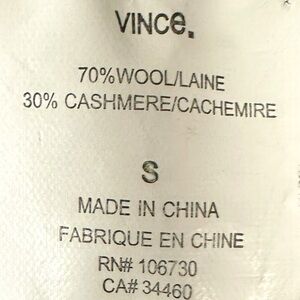 VINCe.
70%WOOL/LAINE
30% CASHMERE/CACHEMIRE
S
MADE IN CHINA
FABRIQUE EN CHINE
RN# 106730
CA# 34460